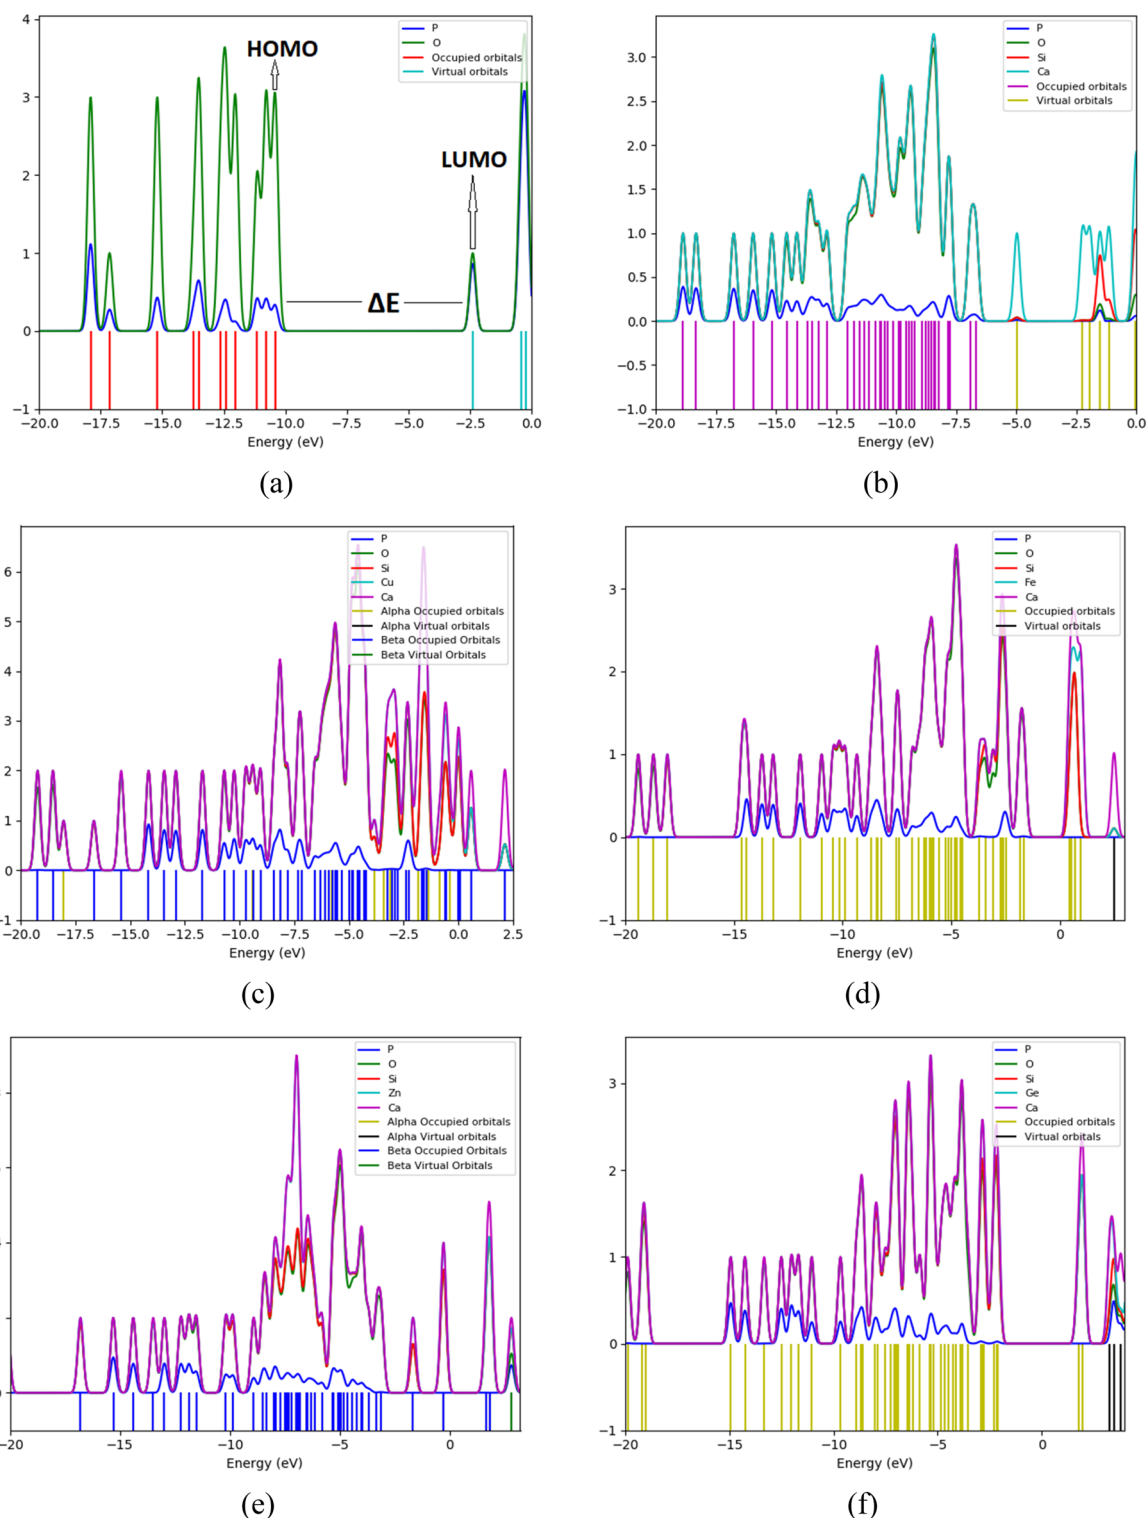 4
3
2
1
0
−1
−20.0 −17.5 −15.0 −12.5 −10.0 −7.5 −5.0 −2.5 0.0
Energy (eV)
HOMO
LUMO
ΔE
P
O
Occupied orbitals
Virtual orbitals
(a)
3.0
2.5
2.0
1.5
1.0
0.5
0.0
−0.5
−1.0
−20.0 −17.5 −15.0 −12.5 −10.0 −7.5 −5.0 −2.5 0.0
Energy (eV)
P
O
Si
Ca
Occupied orbitals
Virtual orbitals
(b)
6
5
4
3
2
1
0
−1
−20.0 −17.5 −15.0 −12.5 −10.0 −7.5 −5.0 −2.5 0.0 2.5
Energy (eV)
P
O
Si
Cu
Ca
Alpha Occupied orbitals
Alpha Virtual orbitals
Beta Occupied Orbitals
Beta Virtual Orbitals
(c)
3
2
1
0
−1
−20 −15 −10 −5 0
Energy (eV)
P
O
Si
Fe
Ca
Occupied orbitals
Virtual orbitals
(d)
−20 −15 −10 −5 0
Energy (eV)
P
O
Si
Zn
Ca
Alpha Occupied orbitals
Alpha Virtual orbitals
Beta Occupied Orbitals
Beta Virtual Orbitals
(e)
3
2
1
0
−1
−20 −15 −10 −5 0
Energy (eV)
P
O
Si
Ge
Ca
Occupied orbitals
Virtual orbitals
(f)